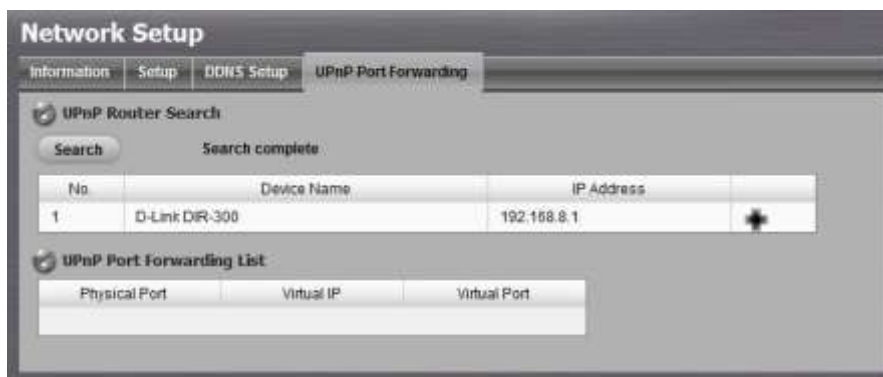 Network Setup
Information Setup DDNS Setup UPnP Port Forwarding
UPnP Router Search
Search Search complete
No. Device Name IP Address
1 D-Link DIR-300 192.168.8.1
UPnP Port Forwarding List
Physical Port Virtual IP Virtual Port